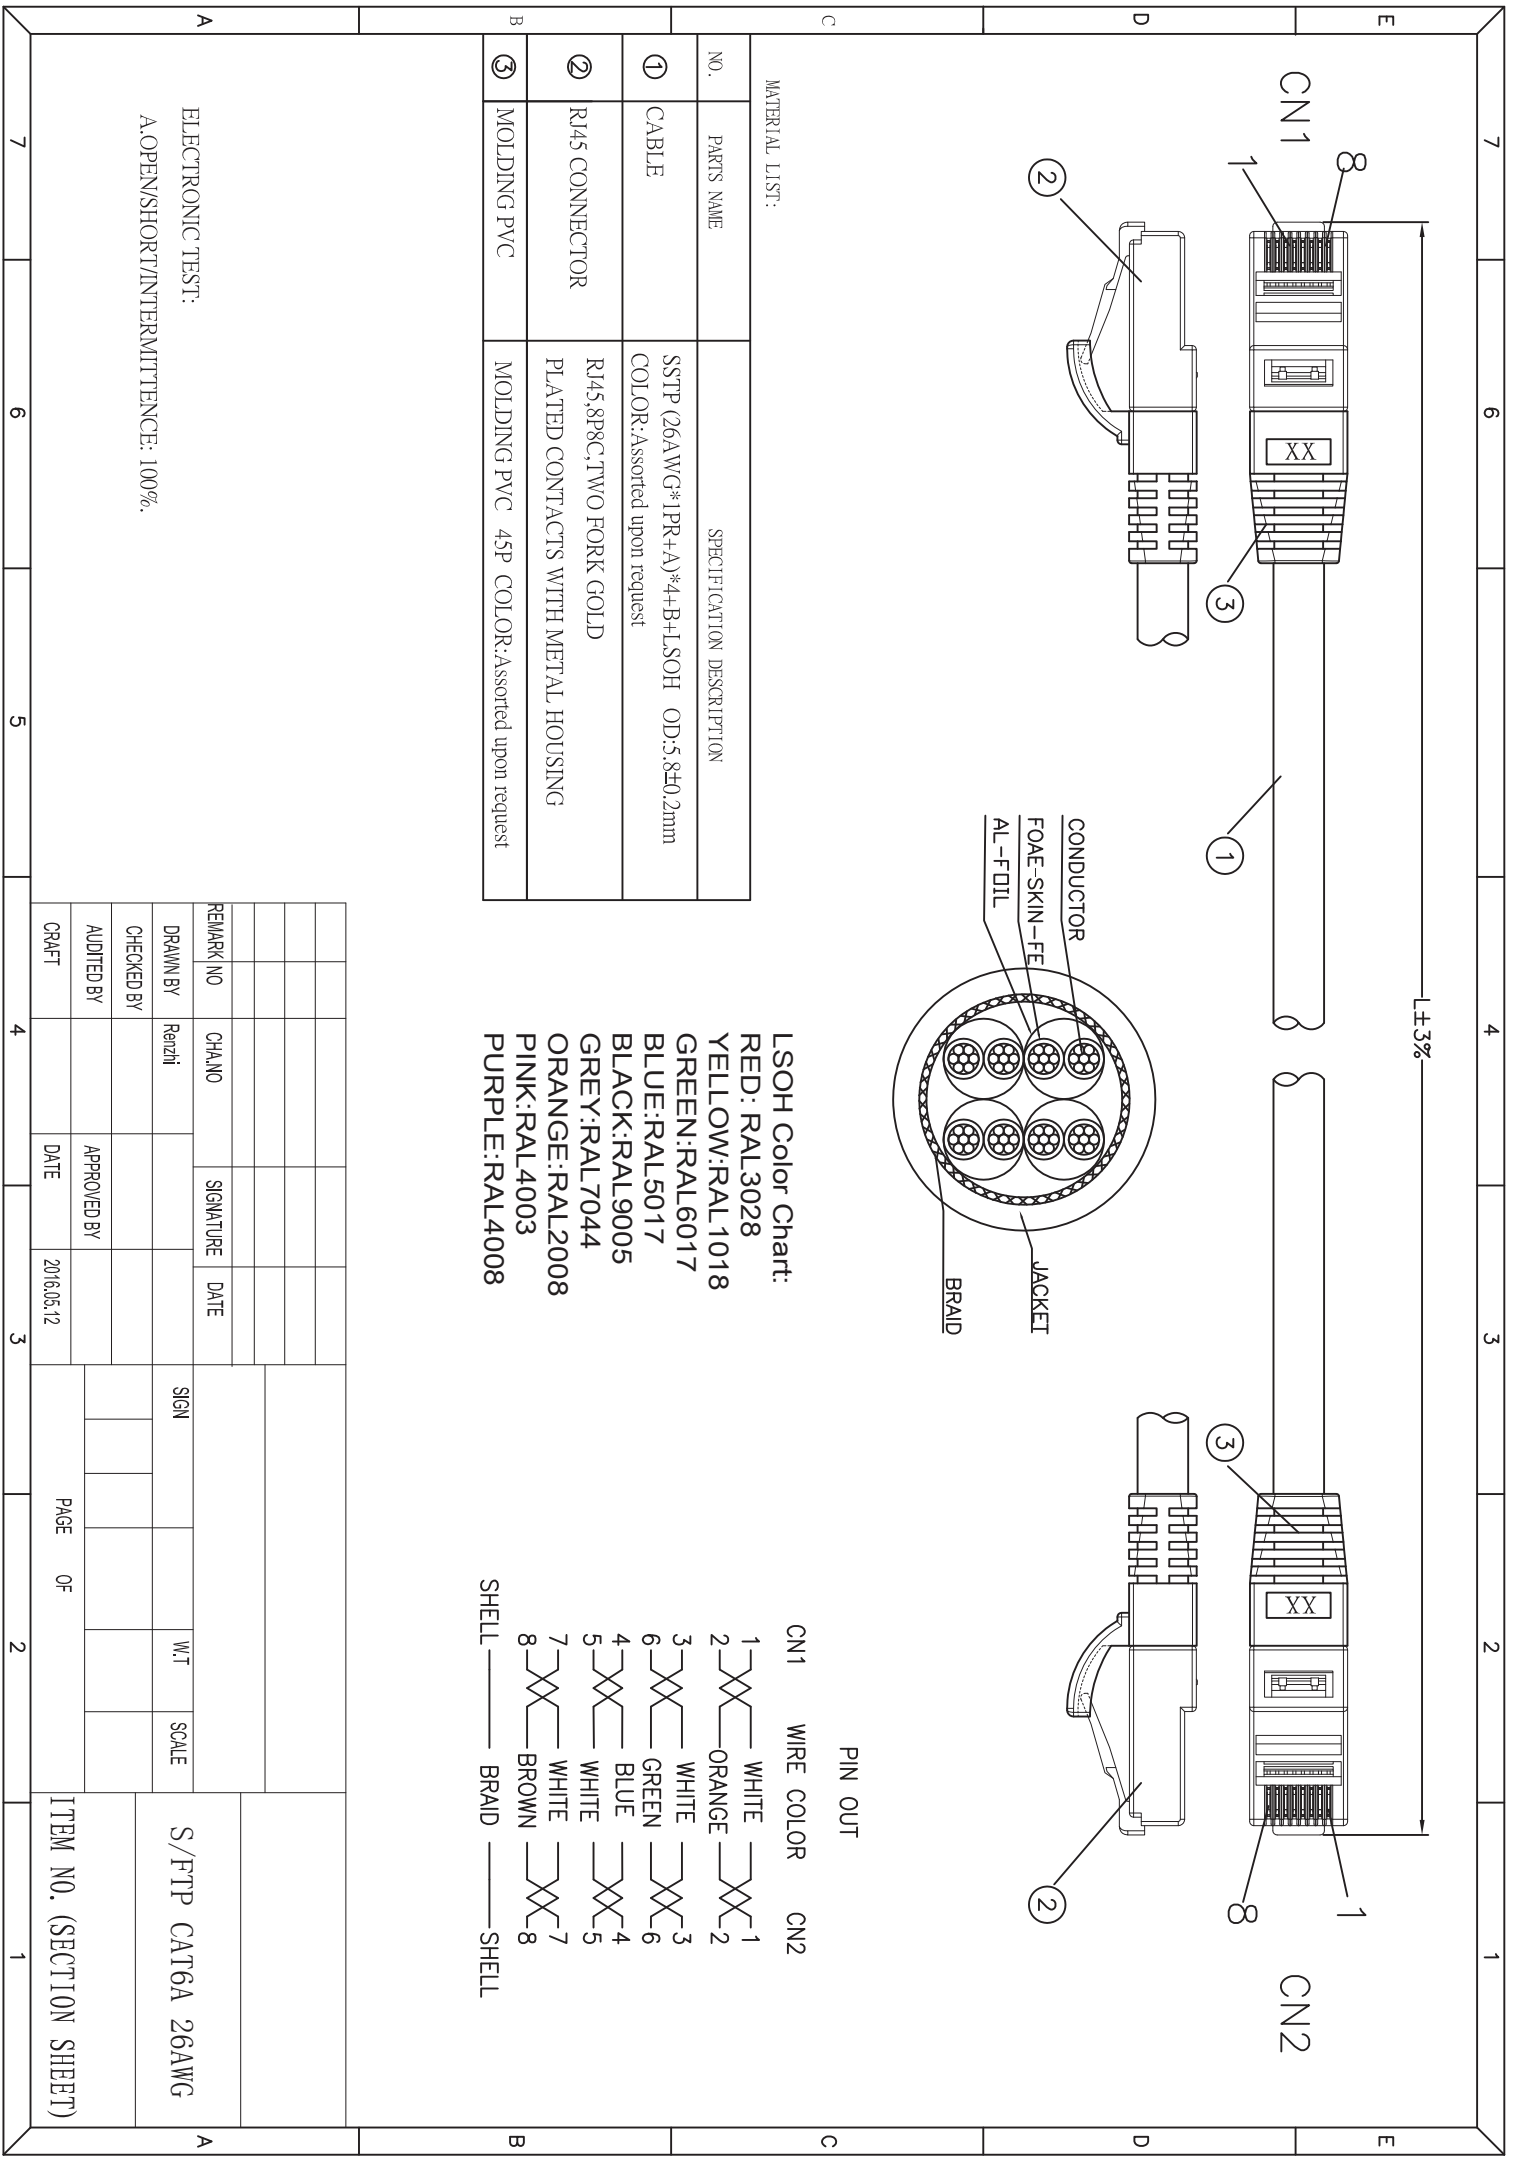 7
6
5
4
3
2
1
E
E
L±3%
CN1
8
1
XX
XX
1
8
CN2
3
1
3
D
D
2
2
CONDUCTOR
FOAE-SKIN-FE
AL-FOIL
JACKET
BRAID
C
C
MATERIAL LIST:
NO. PARTS NAME SPECIFICATION DESCRIPTION
① CABLE SSTP (26AWG*1PR+A)*4+B+LSOH OD:5.8±0.2mm
COLOR:Assorted upon request
② RJ45 CONNECTOR RJ45,8P8C,TWO FORK GOLD
PLATED CONTACTS WITH METAL HOUSING
③ MOLDING PVC MOLDING PVC 45P COLOR:Assorted upon request
LSOH Color Chart:
RED: RAL3028
YELLOW:RAL1018
GREEN:RAL6017
BLUE:RAL5017
BLACK:RAL9005
GREY:RAL7044
ORANGE:RAL2008
PINK:RAL4003
PURPLE:RAL4008
PIN OUT
CN1 WIRE COLOR CN2
1 WHITE 1
2 ORANGE 2
3 WHITE 3
6 GREEN 6
4 BLUE 4
5 WHITE 5
7 WHITE 7
8 BROWN 8
SHELL BRAID SHELL
B
B
ELECTRONIC TEST:
A.OPEN/SHORT/INTERMITTENCE: 100%.
REMARK NO CHA.NO SIGNATURE DATE
DRAWN BY Renzhi
CHECKED BY
AUDITED BY APPROVED BY
CRAFT DATE 2016.05.12
SIGN W.T SCALE
PAGE OF
S/FTP CAT6A 26AWG
ITEM NO. (SECTION SHEET)
A
A
7
6
5
4
3
2
1